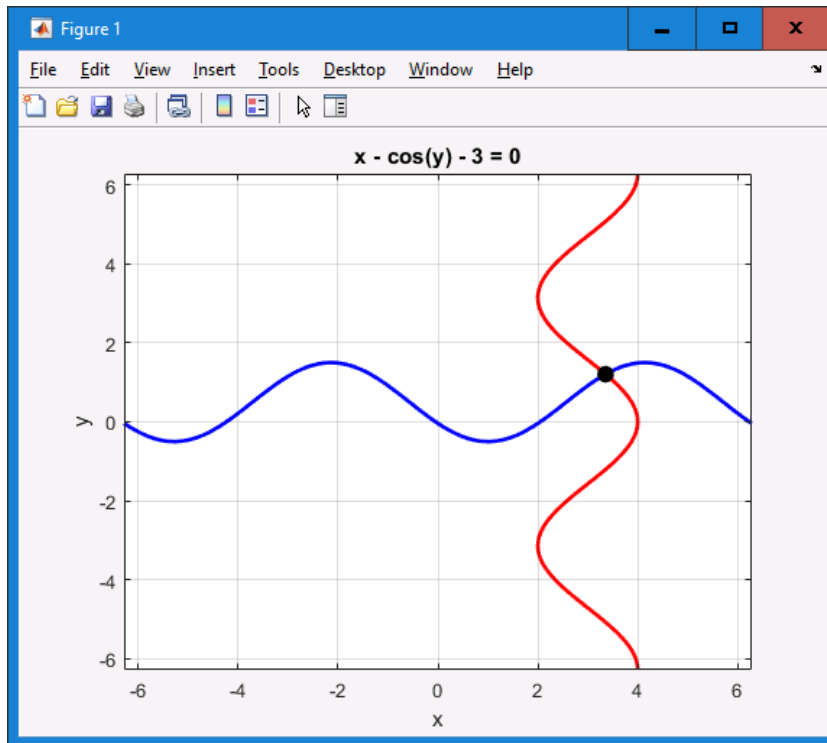 Figure 1
File Edit View Insert Tools Desktop Window Help
x - cos(y) - 3 = 0
6
4
2
0
-2
-4
-6
y
-6 -4 -2 0 2 4 6
x